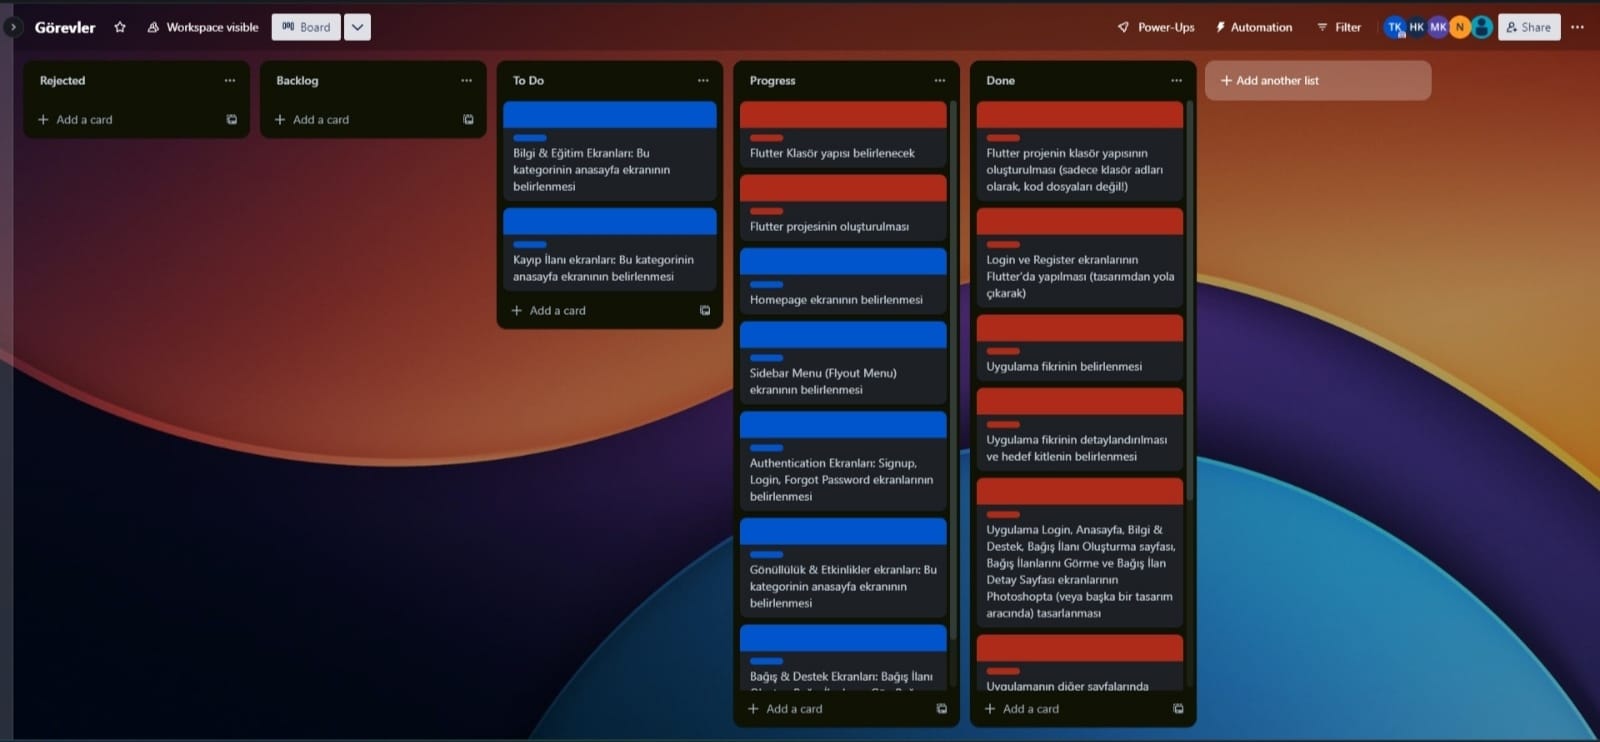 Görevler
Workspace visible
Board
Power-Ups
Automation
Filter
TK
HK
MK
N
Share
Rejected
Add a card
Backlog
Add a card
To Do
Bilgi & Eğitim Ekranları: Bu
kategorinin anasayfa ekranının
belirlenmesi
Kayıp İlanı ekranları: Bu kategorinin
anasayfa ekranının belirlenmesi
Add a card
Progress
Flutter Klasör yapısı belirlenecek
Flutter projesinin oluşturulması
Homepage ekranının belirlenmesi
Sidebar Menu (Flyout Menu)
ekranının belirlenmesi
Authentication Ekranları: Signup,
Login, Forgot Password ekranlarının
belirlenmesi
Gönüllülük & Etkinlikler ekranları: Bu
kategorinin anasayfa ekranının
belirlenmesi
Bağış & Destek Ekranları: Bağış İlanı
Add a card
Done
Flutter projenin klasör yapısının
oluşturulması (sadece klasör adları
olarak, kod dosyaları değil!)
Login ve Register ekranlarının
Flutter'da yapılması (tasarımdan yola
çıkarak)
Uygulama fikrinin belirlenmesi
Uygulama fikrinin detaylandırılması
ve hedef kitlenin belirlenmesi
Uygulama Login, Anasayfa, Bilgi &
Destek, Bağış İlanı Oluşturma sayfası,
Bağış İlanlarını Görme ve Bağış İlan
Detay Sayfası ekranlarının
Photoshopta (veya başka bir tasarım
aracında) tasarlanması
Uygulamanın diğer sayfalarında
Add a card
Add another list